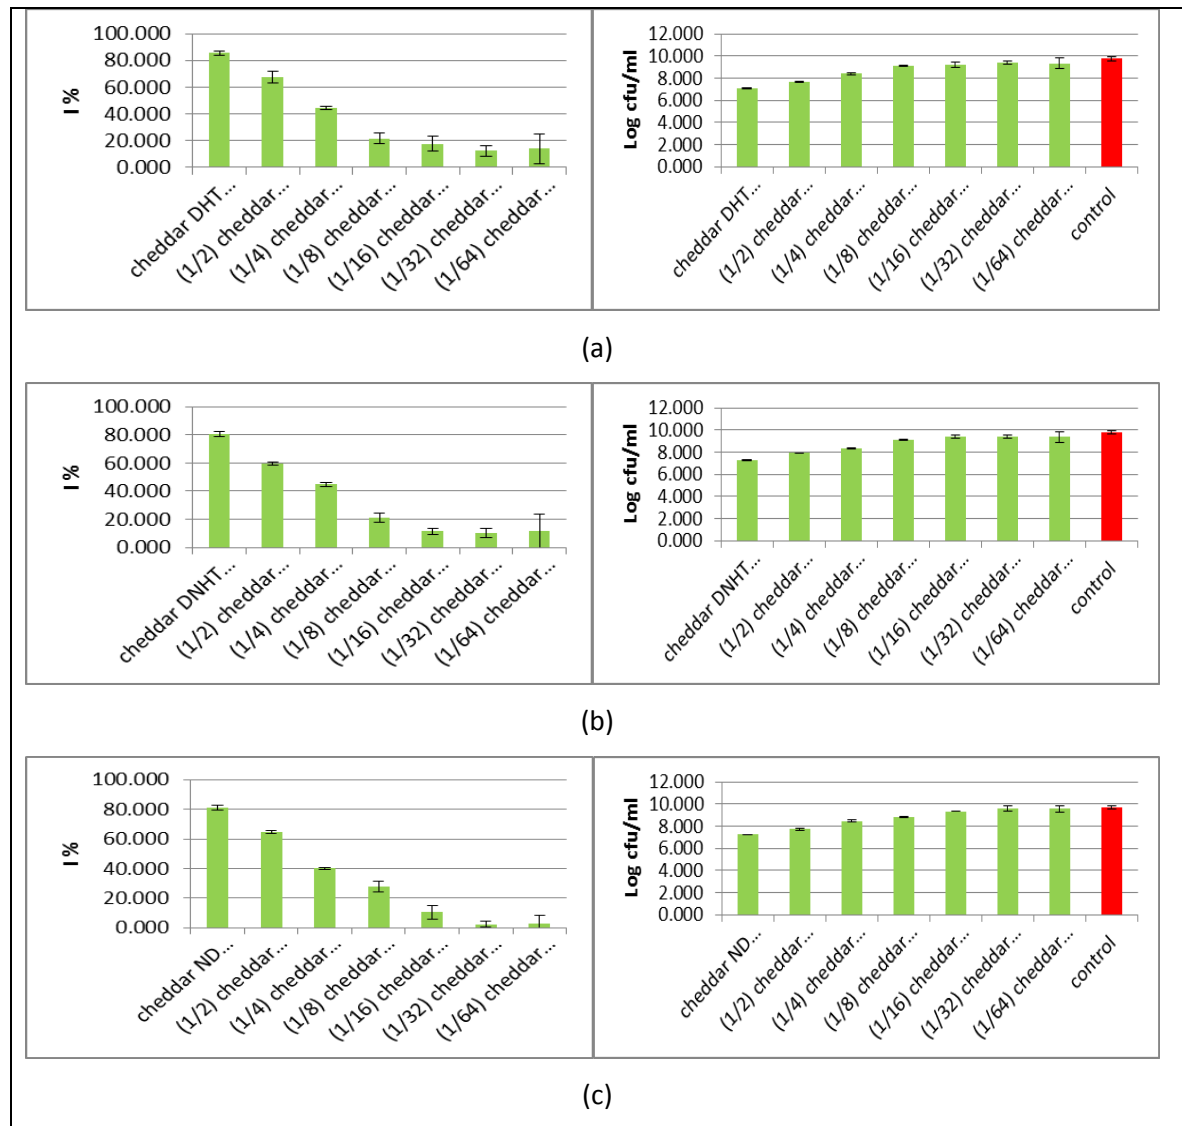 100.000
80.000
60.000
40.000
20.000
0.000
I %
cheddar DHT...
(1/2) cheddar...
(1/4) cheddar...
(1/8) cheddar...
(1/16) cheddar...
(1/32) cheddar...
(1/64) cheddar...
12.000
10.000
8.000
6.000
4.000
2.000
0.000
Log cfu/ml
cheddar DHT...
(1/2) cheddar...
(1/4) cheddar...
(1/8) cheddar...
(1/16) cheddar...
(1/32) cheddar...
(1/64) cheddar...
control
(a)
100.000
80.000
60.000
40.000
20.000
0.000
I %
cheddar DNHT...
(1/2) cheddar...
(1/4) cheddar...
(1/8) cheddar...
(1/16) cheddar...
(1/32) cheddar...
(1/64) cheddar...
12.000
10.000
8.000
6.000
4.000
2.000
0.000
Log cfu/ml
cheddar DNHT...
(1/2) cheddar...
(1/4) cheddar...
(1/8) cheddar...
(1/16) cheddar...
(1/32) cheddar...
(1/64) cheddar...
control
(b)
100.000
80.000
60.000
40.000
20.000
0.000
I %
cheddar ND...
(1/2) cheddar...
(1/4) cheddar...
(1/8) cheddar...
(1/16) cheddar...
(1/32) cheddar...
(1/64) cheddar...
12.000
10.000
8.000
6.000
4.000
2.000
0.000
Log cfu/ml
cheddar ND...
(1/2) cheddar...
(1/4) cheddar...
(1/8) cheddar...
(1/16) cheddar...
(1/32) cheddar...
(1/64) cheddar...
control
(c)